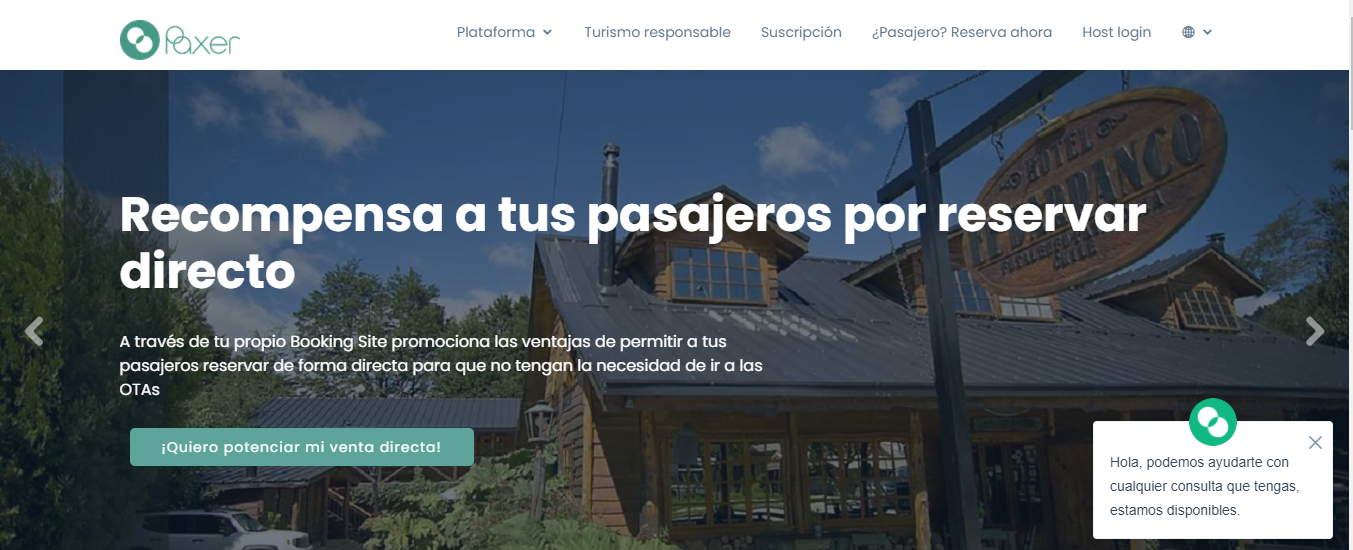 Paxer
Plataforma
Turismo responsable
Suscripción
¿Pasajero? Reserva ahora
Host login
HOTEL
Recompensa a tus pasajeros por reservar
directo
A través de tu propio Booking Site promociona las ventajas de permitir a tus
pasajeros reservar de forma directa para que no tengan la necesidad de ir a las
OTAs
¡Quiero potenciar mi venta directa!
Hola, podemos ayudarte con
cualquier consulta que tengas,
estamos disponibles.